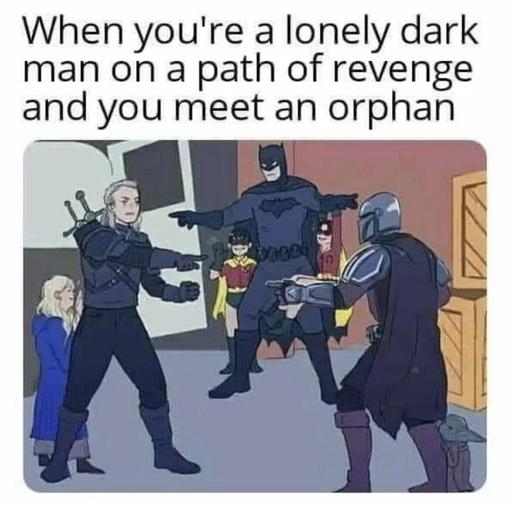 When you're a lonely dark
man on a path of revenge
and you meet an orphan